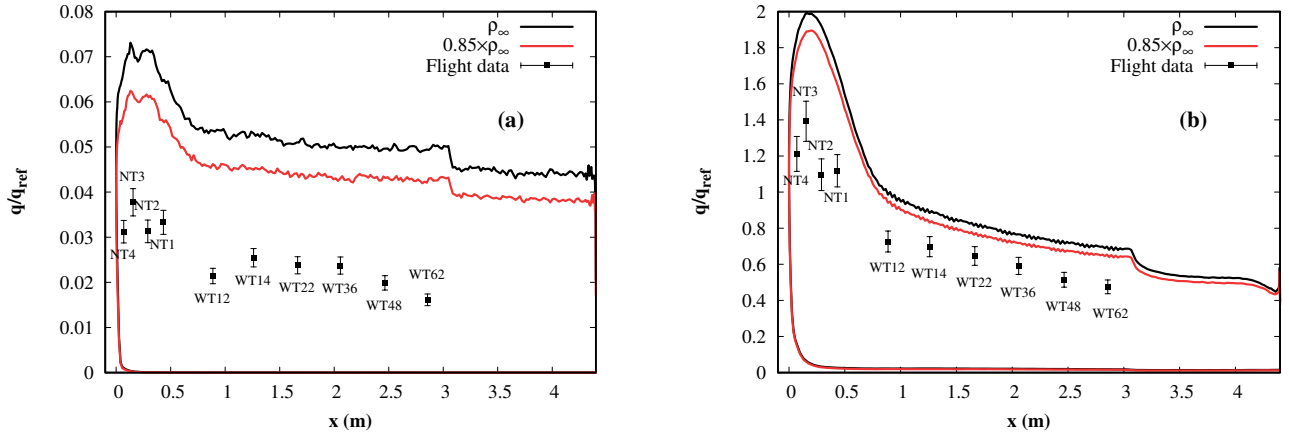 0.08
0.07
0.06
0.05
0.04
0.03
0.02
0.01
0
q/q_ref
ρ∞
0.85×ρ∞
Flight data
(a)
NT3
NT2
NT4
NT1
WT12
WT14
WT22
WT36
WT48
WT62
0 0.5 1 1.5 2 2.5 3 3.5 4
x (m)
2
1.8
1.6
1.4
1.2
1
0.8
0.6
0.4
0.2
0
q/q_ref
ρ∞
0.85×ρ∞
Flight data
(b)
NT3
NT2
NT4
NT1
WT12
WT14
WT22
WT36
WT48
WT62
0 0.5 1 1.5 2 2.5 3 3.5 4
x (m)